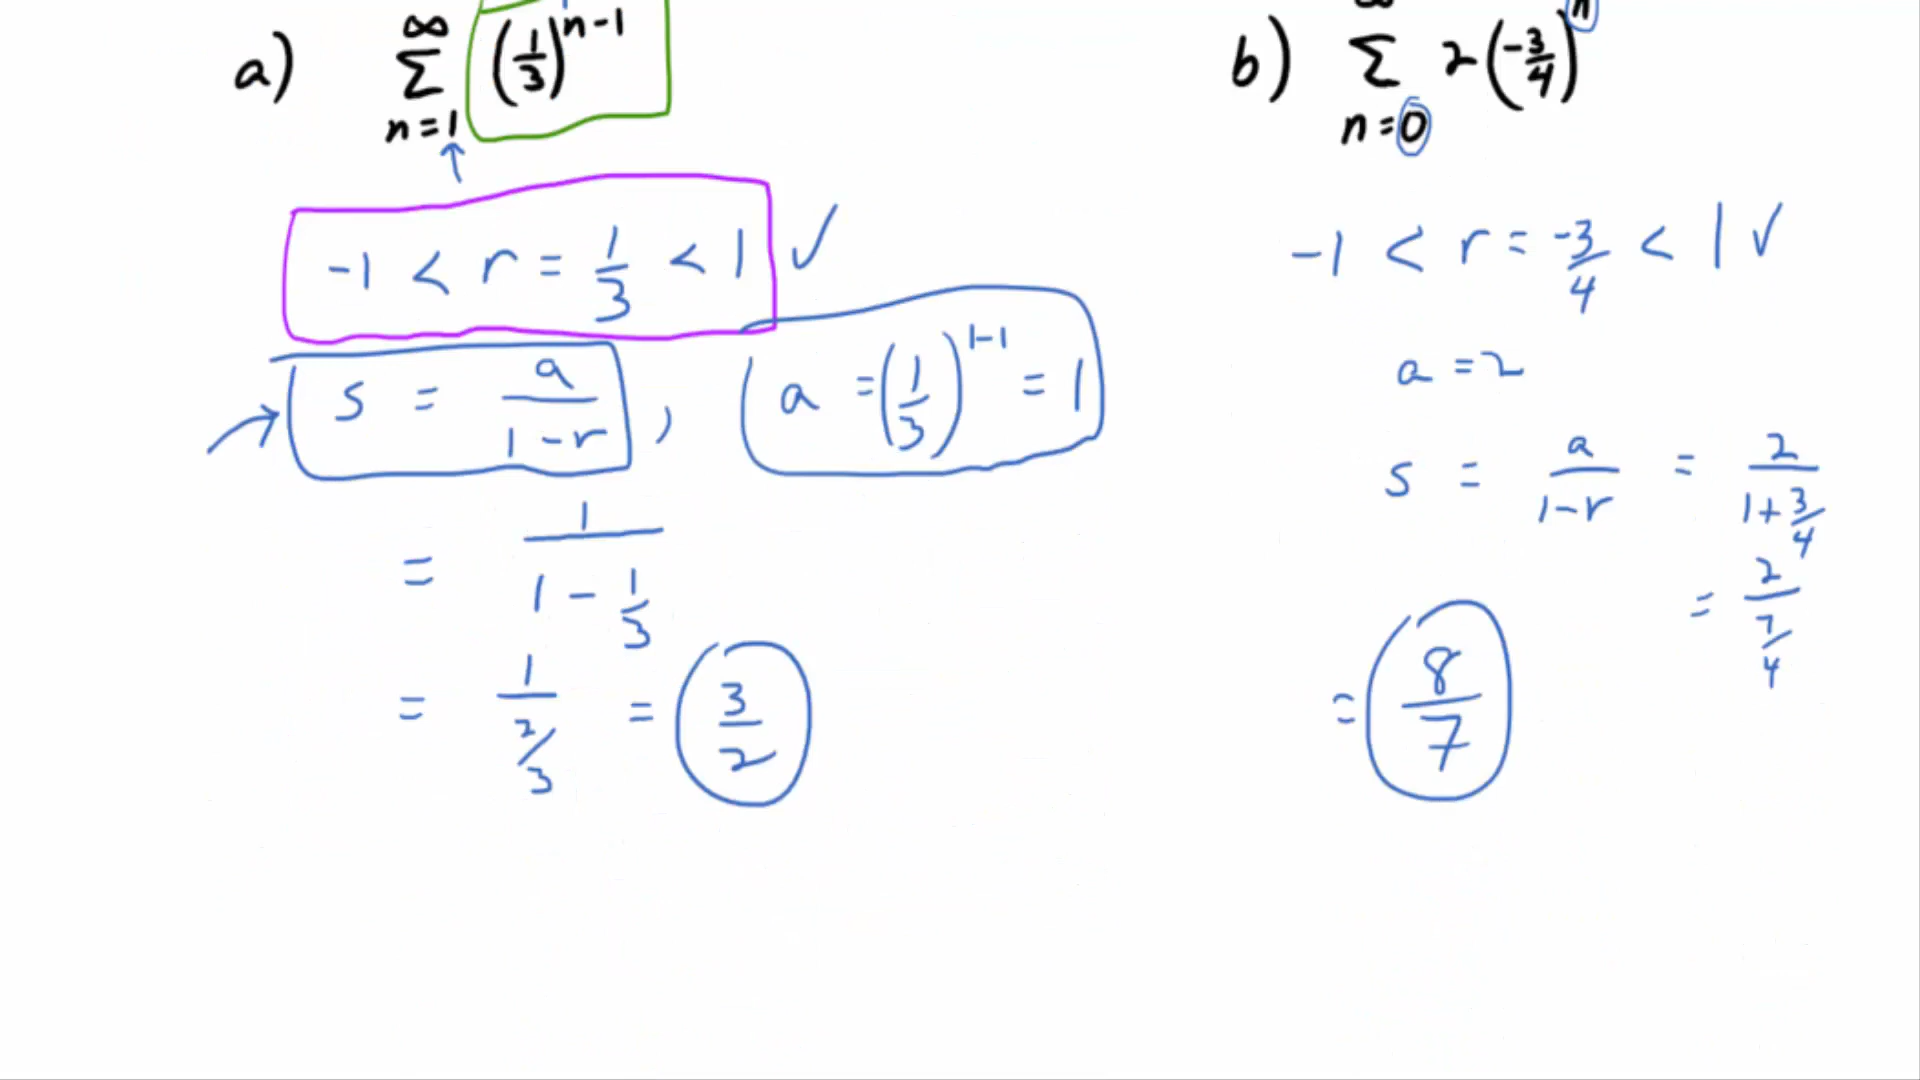 a) ∞ Σ n=1 (1/3)^n-1
-1 < r = 1/3 < 1 ✓
s = a/1-r , a = (1/3)^1-1 = 1
= 1/1 - 1/3
= 1/2/3 = 3/2
b) ∞ Σ n=0 2(-3/4)^n
-1 < r = -3/4 < 1 ✓
a = 2
s = a/1-r = 2/1+3/4
= 2/7/4
= 8/7